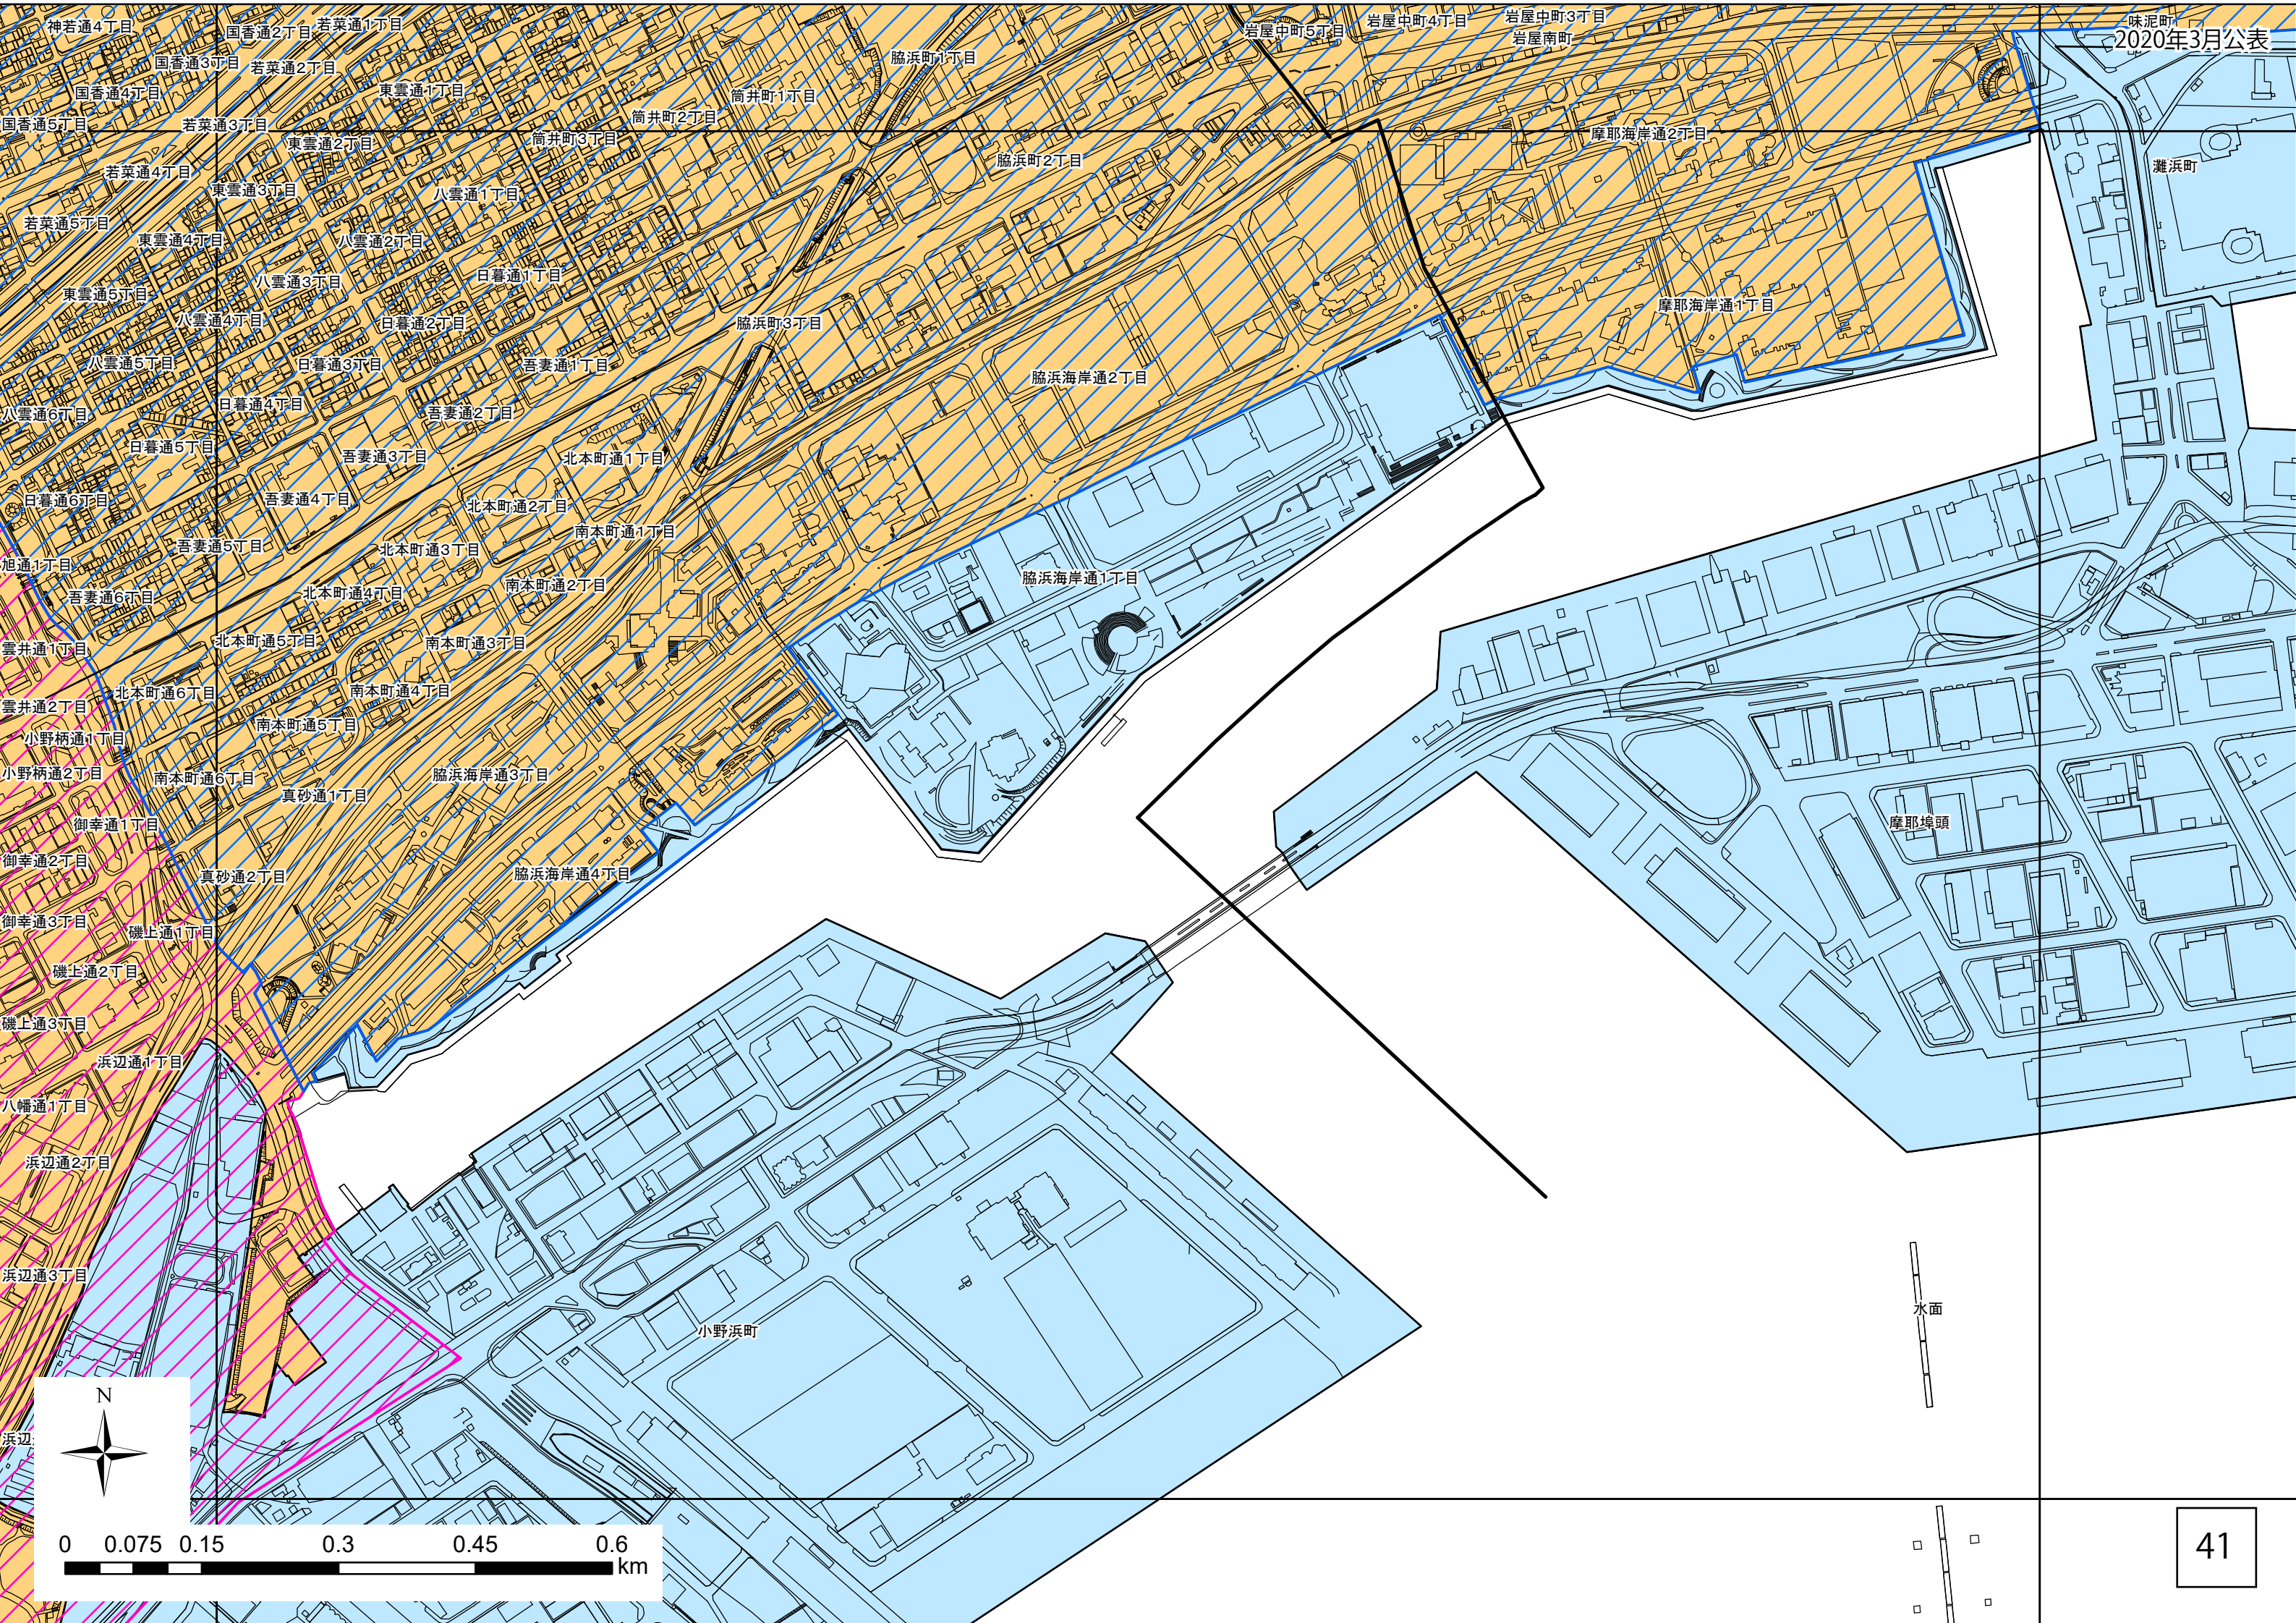 神若通4丁目
国香通2丁目
若菜通1丁目
岩屋中町5丁目
岩屋中町4丁目
岩屋中町3丁目
岩屋南町
味泥町
2020年3月公表
国香通3丁目
若菜通2丁目
脇浜町1丁目
国香通4丁目
東雲通1丁目
筒井町1丁目
国香通5丁目
若菜通3丁目
筒井町2丁目
東雲通2丁目
筒井町3丁目
摩耶海岸通2丁目
若菜通4丁目
脇浜町2丁目
灘浜町
東雲通3丁目
八雲通1丁目
若菜通5丁目
東雲通4丁目
八雲通2丁目
八雲通3丁目
日暮通1丁目
東雲通5丁目
八雲通4丁目
日暮通2丁目
脇浜町3丁目
摩耶海岸通1丁目
八雲通5丁目
日暮通3丁目
吾妻通1丁目
脇浜海岸通2丁目
八雲通6丁目
日暮通4丁目
吾妻通2丁目
日暮通5丁目
吾妻通3丁目
北本町通1丁目
日暮通6丁目
吾妻通4丁目
北本町通2丁目
南本町通1丁目
吾妻通5丁目
北本町通3丁目
旭通1丁目
脇浜海岸通1丁目
吾妻通6丁目
北本町通4丁目
南本町通2丁目
雲井通1丁目
北本町通5丁目
南本町通3丁目
雲井通2丁目
北本町通6丁目
南本町通4丁目
小野柄通1丁目
南本町通5丁目
小野柄通2丁目
南本町通6丁目
脇浜海岸通3丁目
真砂通1丁目
御幸通1丁目
摩耶埠頭
御幸通2丁目
真砂通2丁目
脇浜海岸通4丁目
御幸通3丁目
磯上通1丁目
磯上通2丁目
磯上通3丁目
浜辺通1丁目
八幡通1丁目
浜辺通2丁目
浜辺通3丁目
小野浜町
水面
浜辺
N
0 0.075 0.15 0.3 0.45 0.6
km
41